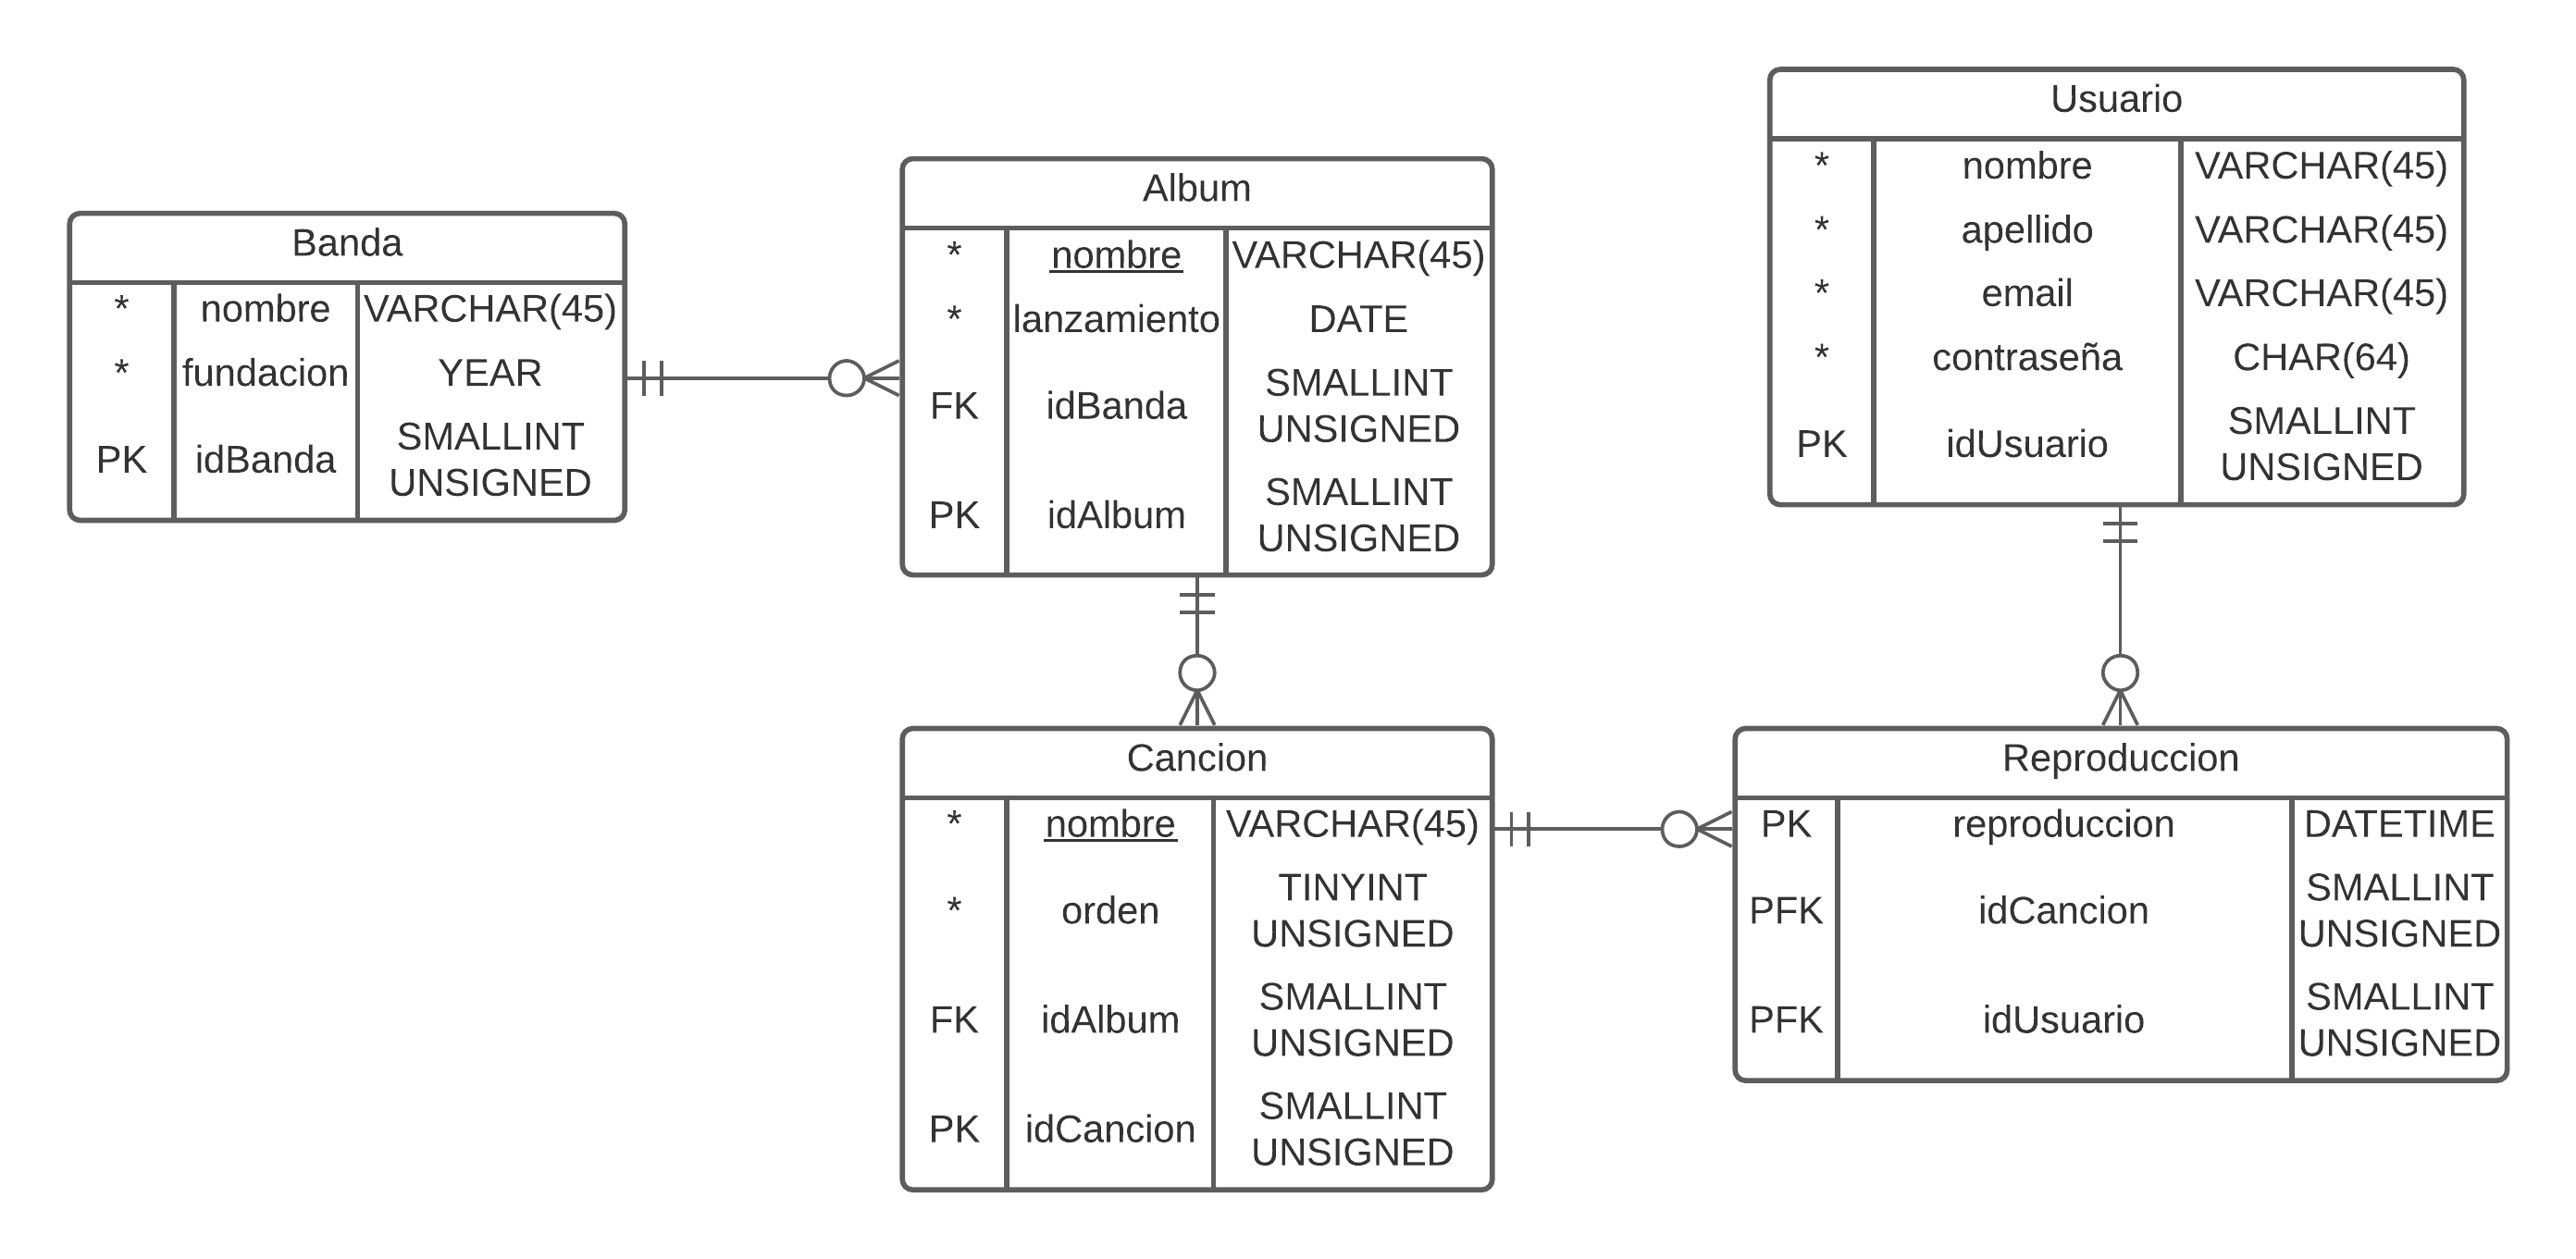 Banda
* nombre VARCHAR(45)
* fundacion YEAR
PK idBanda SMALLINT
UNSIGNED
Album
* nombre VARCHAR(45)
* lanzamiento DATE
FK idBanda SMALLINT
UNSIGNED
PK idAlbum SMALLINT
UNSIGNED
Usuario
* nombre VARCHAR(45)
* apellido VARCHAR(45)
* email VARCHAR(45)
* contraseña CHAR(64)
PK idUsuario SMALLINT
UNSIGNED
Cancion
* nombre VARCHAR(45)
* orden TINYINT
UNSIGNED
FK idAlbum SMALLINT
UNSIGNED
PK idCancion SMALLINT
UNSIGNED
Reproduccion
PK reproduccion DATETIME
PFK idCancion SMALLINT
UNSIGNED
PFK idUsuario SMALLINT
UNSIGNED